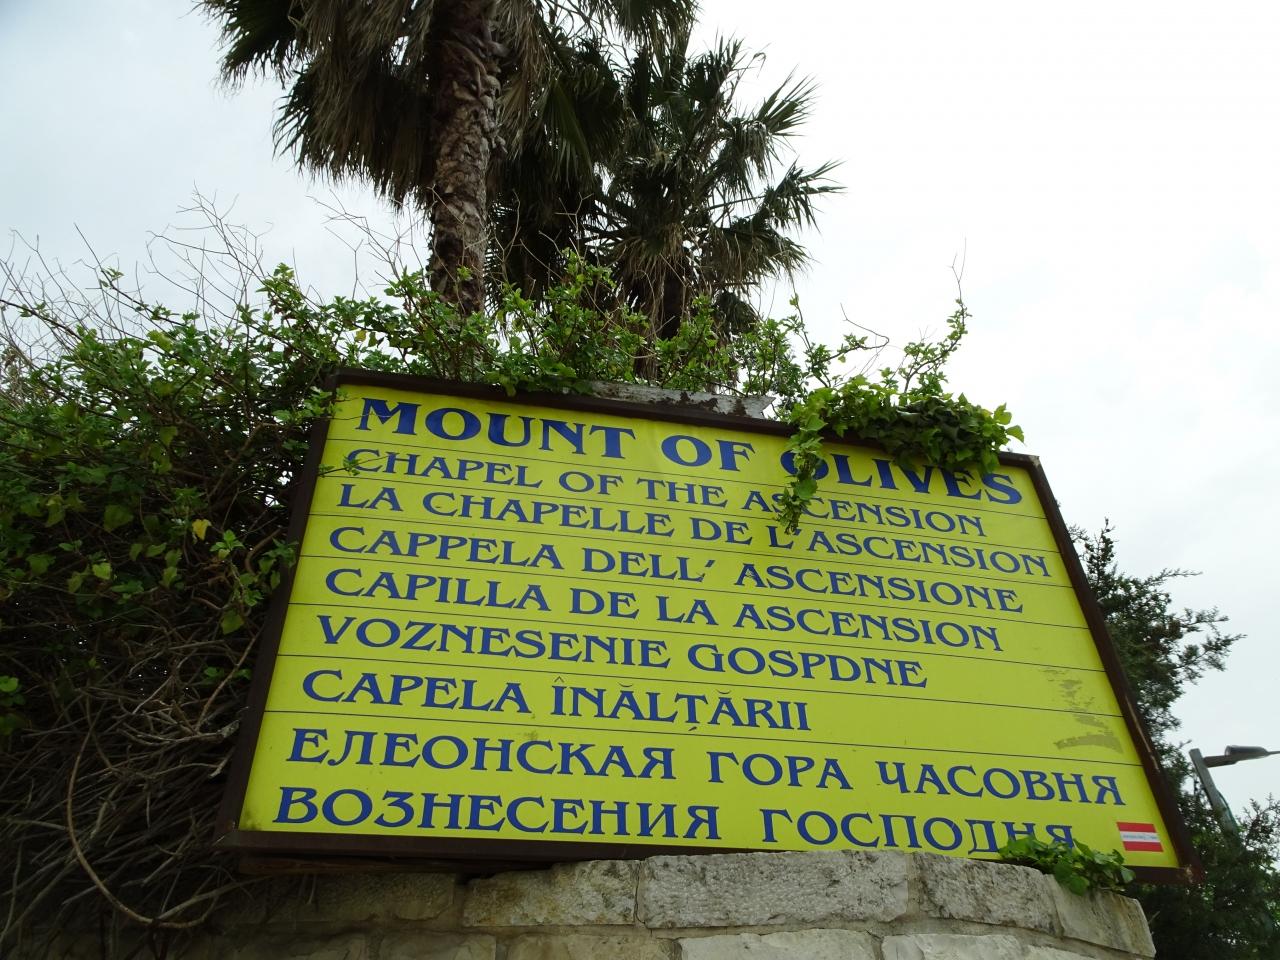 MOUNT OF OLIVES
CHAPEL OF THE ASCENSION
LA CHAPELLE DE L'ASCENSION
CAPPELA DELL' ASCENSIONE
CAPILLA DE LA ASCENSION
VOZNESENIE GOSPDNE
CAPELA ÎNĂLȚĂRII
ЕЛЕОНСКАЯ ГОРА ЧАСОВНЯ
ВОЗНЕСЕНИЯ ГОСПОДНЯ